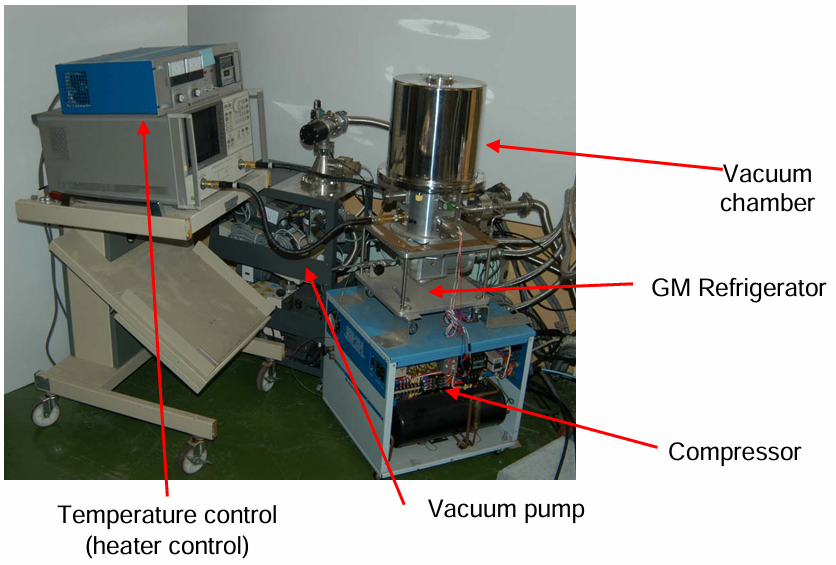 Vacuum
chamber
GM Refrigerator
Compressor
Vacuum pump
Temperature control
(heater control)